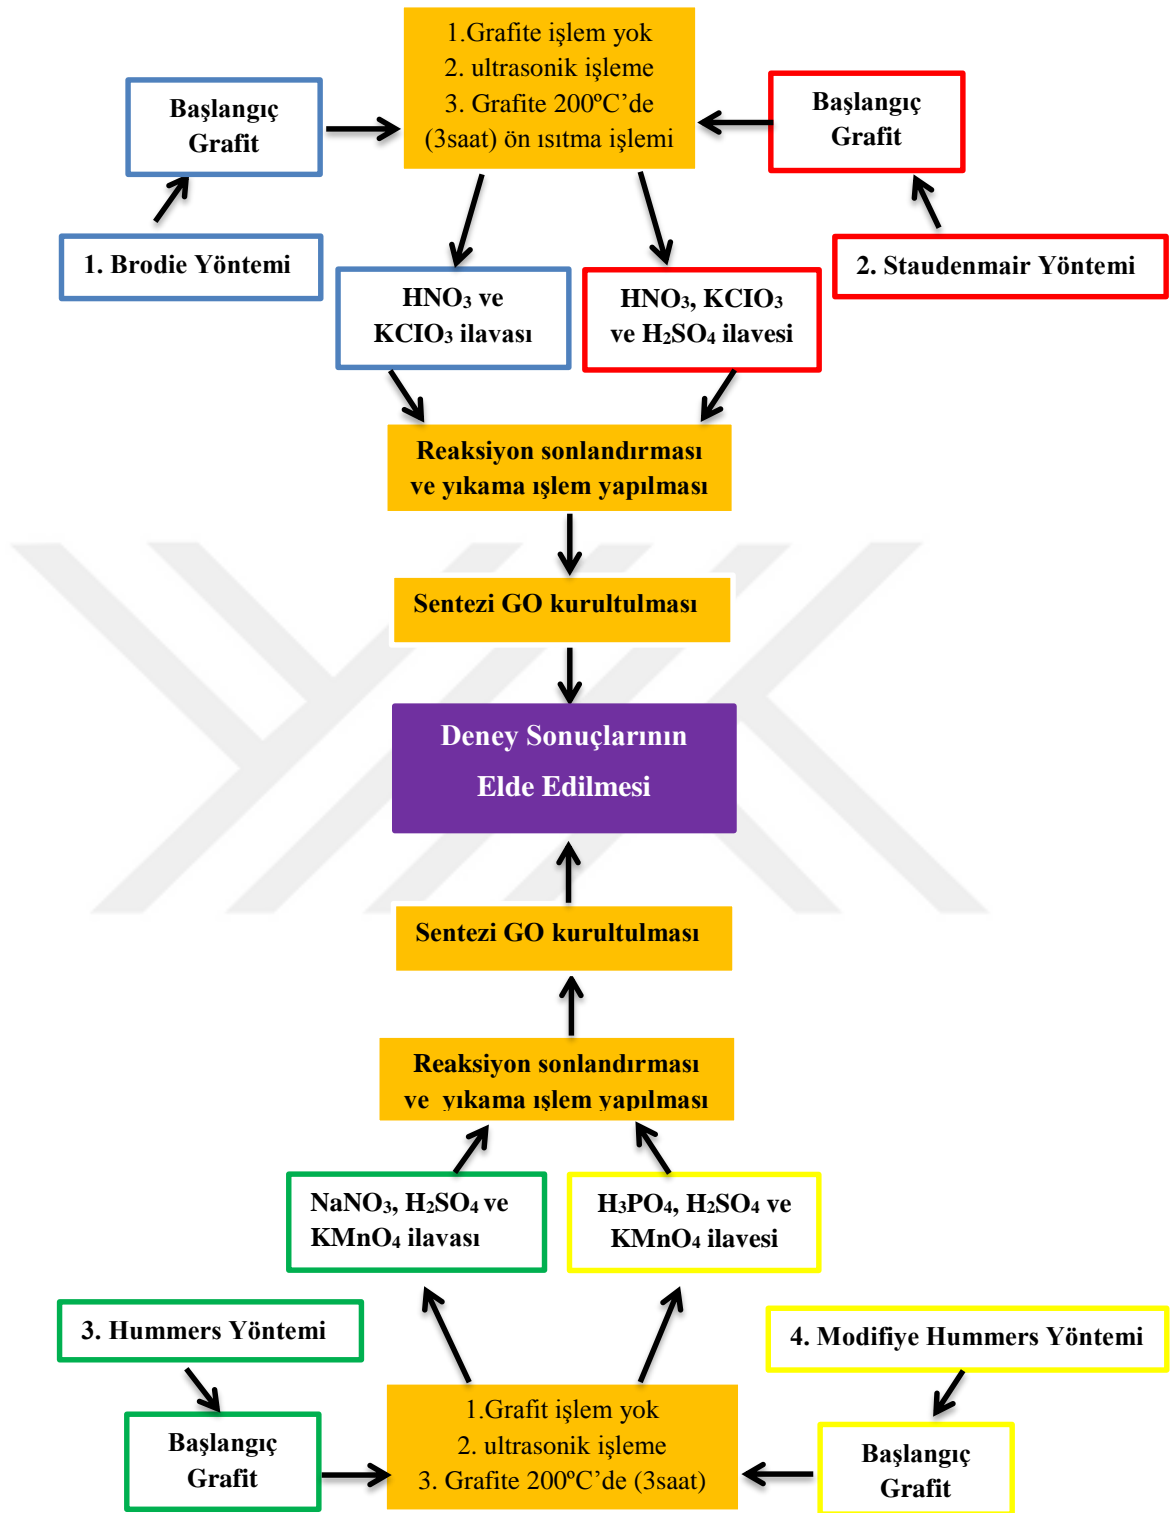 1.Grafite işlem yok
2. ultrasonik işleme
3. Grafite 200ºC’de
(3saat) ön ısıtma işlemi
Başlangıç
Grafit
Başlangıç
Grafit
1. Brodie Yöntemi
2. Staudenmair Yöntemi
HNO₃ ve
KCIO₃ ilavası
HNO₃, KCIO₃
ve H₂SO₄ ilavesi
Reaksiyon sonlandırması
ve yıkama ışlem yapılması
Sentezi GO kurultulması
Deney Sonuçlarının
Elde Edilmesi
Sentezi GO kurultulması
Reaksiyon sonlandırması
ve yıkama ışlem yapılması
NaNO₃, H₂SO₄ ve
KMnO₄ ilavası
H₃PO₄, H₂SO₄ ve
KMnO₄ ilavesi
3. Hummers Yöntemi
4. Modifiye Hummers Yöntemi
1.Grafit işlem yok
2. ultrasonik işleme
3. Grafite 200ºC’de (3saat)
Başlangıç
Grafit
Başlangıç
Grafit